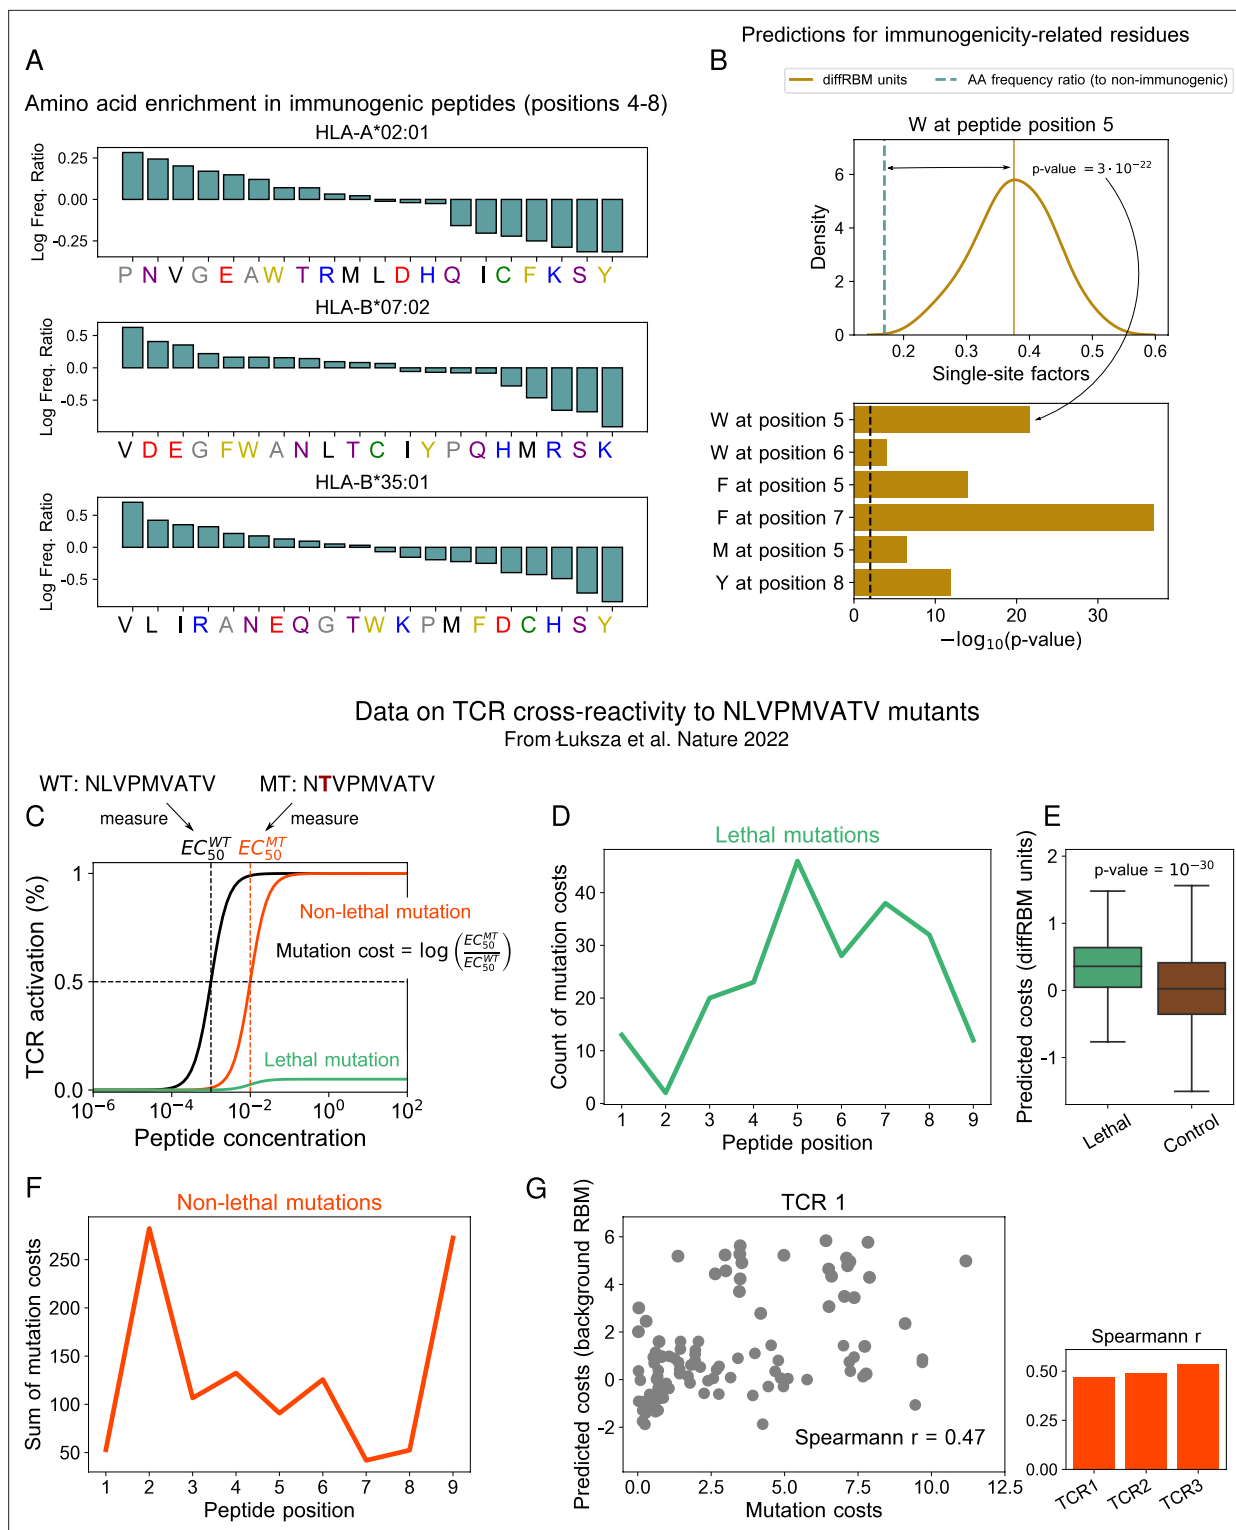 A
Amino acid enrichment in immunogenic peptides (positions 4-8)
HLA-A*02:01
Log Freq. Ratio
0.25
0.00
-0.25
P N V G E A W T R M L D H Q I C F K S Y
HLA-B*07:02
Log Freq. Ratio
0.5
0.0
-0.5
V D E G F W A N L T C I Y P Q H M R S K
HLA-B*35:01
Log Freq. Ratio
0.5
0.0
-0.5
V L I R A N E Q G T W K P M F D C H S Y
Predictions for immunogenicity-related residues
B
diffRBM units
AA frequency ratio (to non-immunogenic)
W at peptide position 5
p-value = 3·10⁻²²
Density
6
4
2
0
0.2 0.3 0.4 0.5 0.6
Single-site factors
W at position 5
W at position 6
F at position 5
F at position 7
M at position 5
Y at position 8
0 10 20 30
−log₁₀(p-value)
Data on TCR cross-reactivity to NLVPMVATV mutants
From Łuksza et al. Nature 2022
WT: NLVPMVATV MT: NTVPMVATV
C
measure measure
EC₅₀ᵂᵀ EC₅₀ᴹᵀ
TCR activation (%)
1
0.5
0.0
Non-lethal mutation
Mutation cost = log (EC₅₀ᴹᵀ/EC₅₀ᵂᵀ)
Lethal mutation
10⁻⁶ 10⁻⁴ 10⁻² 10⁰ 10²
Peptide concentration
D
Lethal mutations
Count of mutation costs
40
30
20
10
0
1 2 3 4 5 6 7 8 9
Peptide position
E
Predicted costs (diffRBM units)
p-value = 10⁻³⁰
2
1
0
-1
Lethal Control
F
Non-lethal mutations
Sum of mutation costs
250
200
150
100
50
1 2 3 4 5 6 7 8 9
Peptide position
G
TCR 1
Predicted costs (background RBM)
6
4
2
0
-2
Spearmann r = 0.47
0.0 2.5 5.0 7.5 10.0 12.5
Mutation costs
Spearmann r
0.50
0.25
0.00
TCR1 TCR2 TCR3